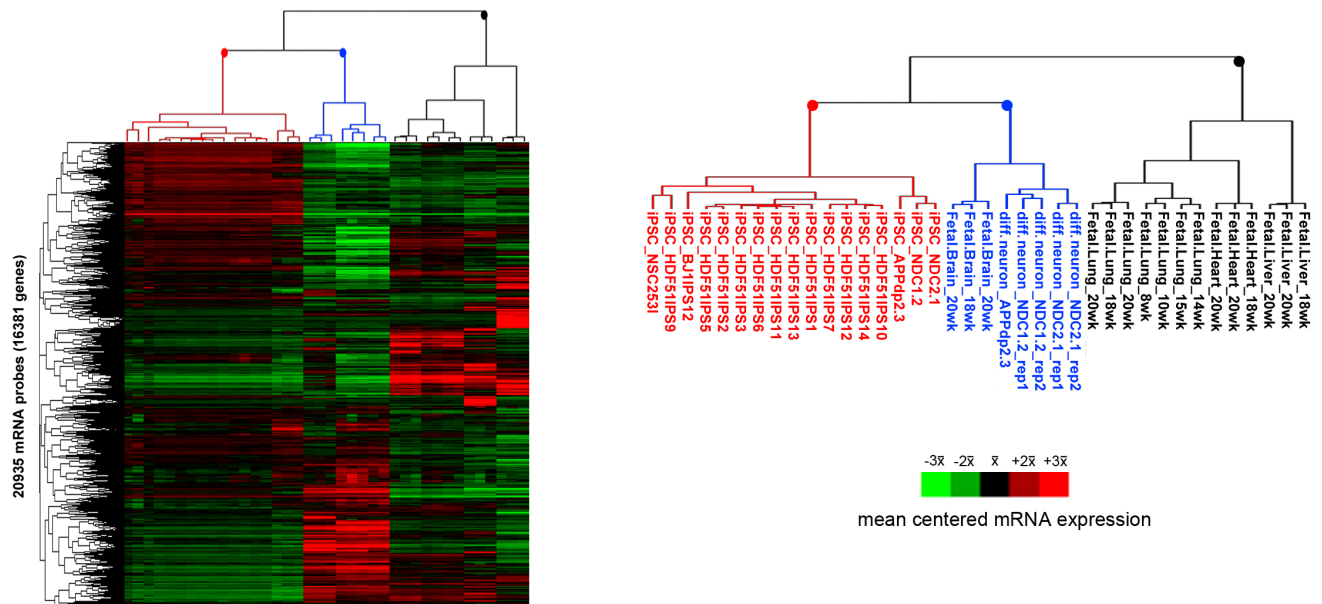 20935 mRNA probes (16381 genes)
iPSC_NSC253I
iPSC_HDF51IPS9
iPSC_BJ1IPS12
iPSC_HDF51IPS5
iPSC_HDF51IPS2
iPSC_HDF51IPS3
iPSC_HDF51IPS6
iPSC_HDF51IPS11
iPSC_HDF51IPS13
iPSC_HDF51IPS1
iPSC_HDF51IPS7
iPSC_HDF51IPS12
iPSC_HDF51IPS14
iPSC_HDF51IPS10
iPSC_APPdp2.3
iPSC_NDC1.2
iPSC_NDC2.1
Fetal.Brain_20wk
Fetal.Brain_18wk
Fetal.Brain_20wk
diff.neuron_APPdp2.3
diff.neuron_NDC1.2_rep1
diff.neuron_NDC1.2_rep2
diff.neuron_NDC2.1_rep1
diff.neuron_NDC2.1_rep2
Fetal.Lung_20wk
Fetal.Lung_18wk
Fetal.Lung_20wk
Fetal.Lung_8wk
Fetal.Lung_10wk
Fetal.Lung_15wk
Fetal.Lung_14wk
Fetal.Heart_20wk
Fetal.Heart_20wk
Fetal.Heart_18wk
Fetal.Liver_20wk
Fetal.Liver_20wk
Fetal.Liver_18wk
-3x̄ -2x̄ x̄ +2x̄ +3x̄
mean centered mRNA expression